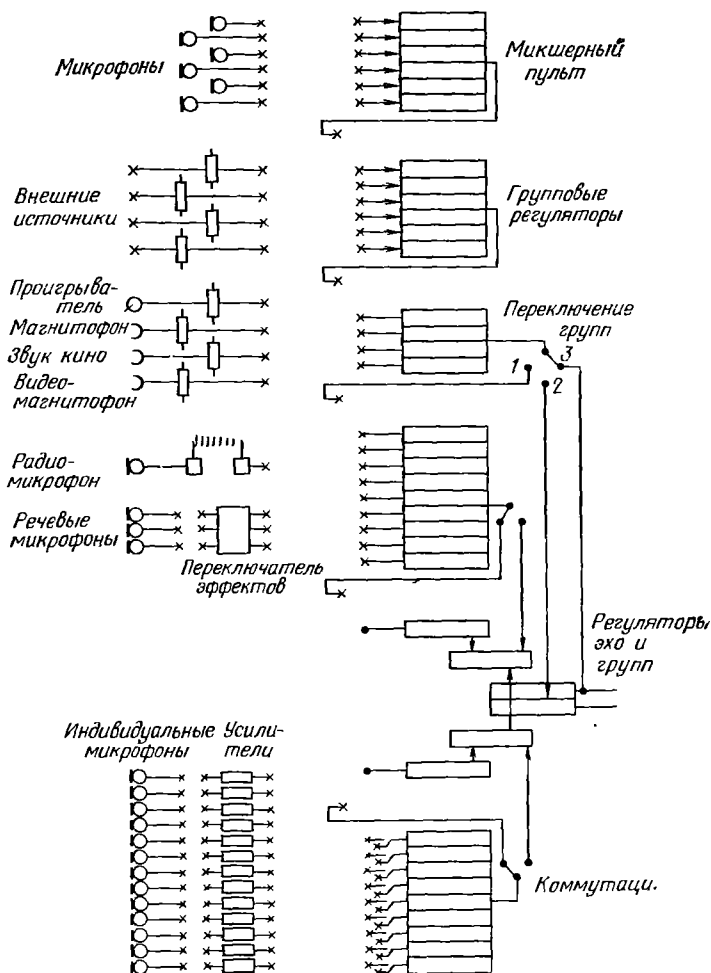 Микрофоны
Микшерный
пульт
Внешние
источники
Групповые
регуляторы
Проигрыва-
тель
Магнитофон
Звук кино
Видео-
магнитофон
Переключение
групп
1
2
3
Радио-
микрофон
Речевые
микрофоны
Переключатель
эффектов
Регуляторы
эхо и
групп
Индивидуальные
микрофоны
Усили-
тели
Коммутаци.